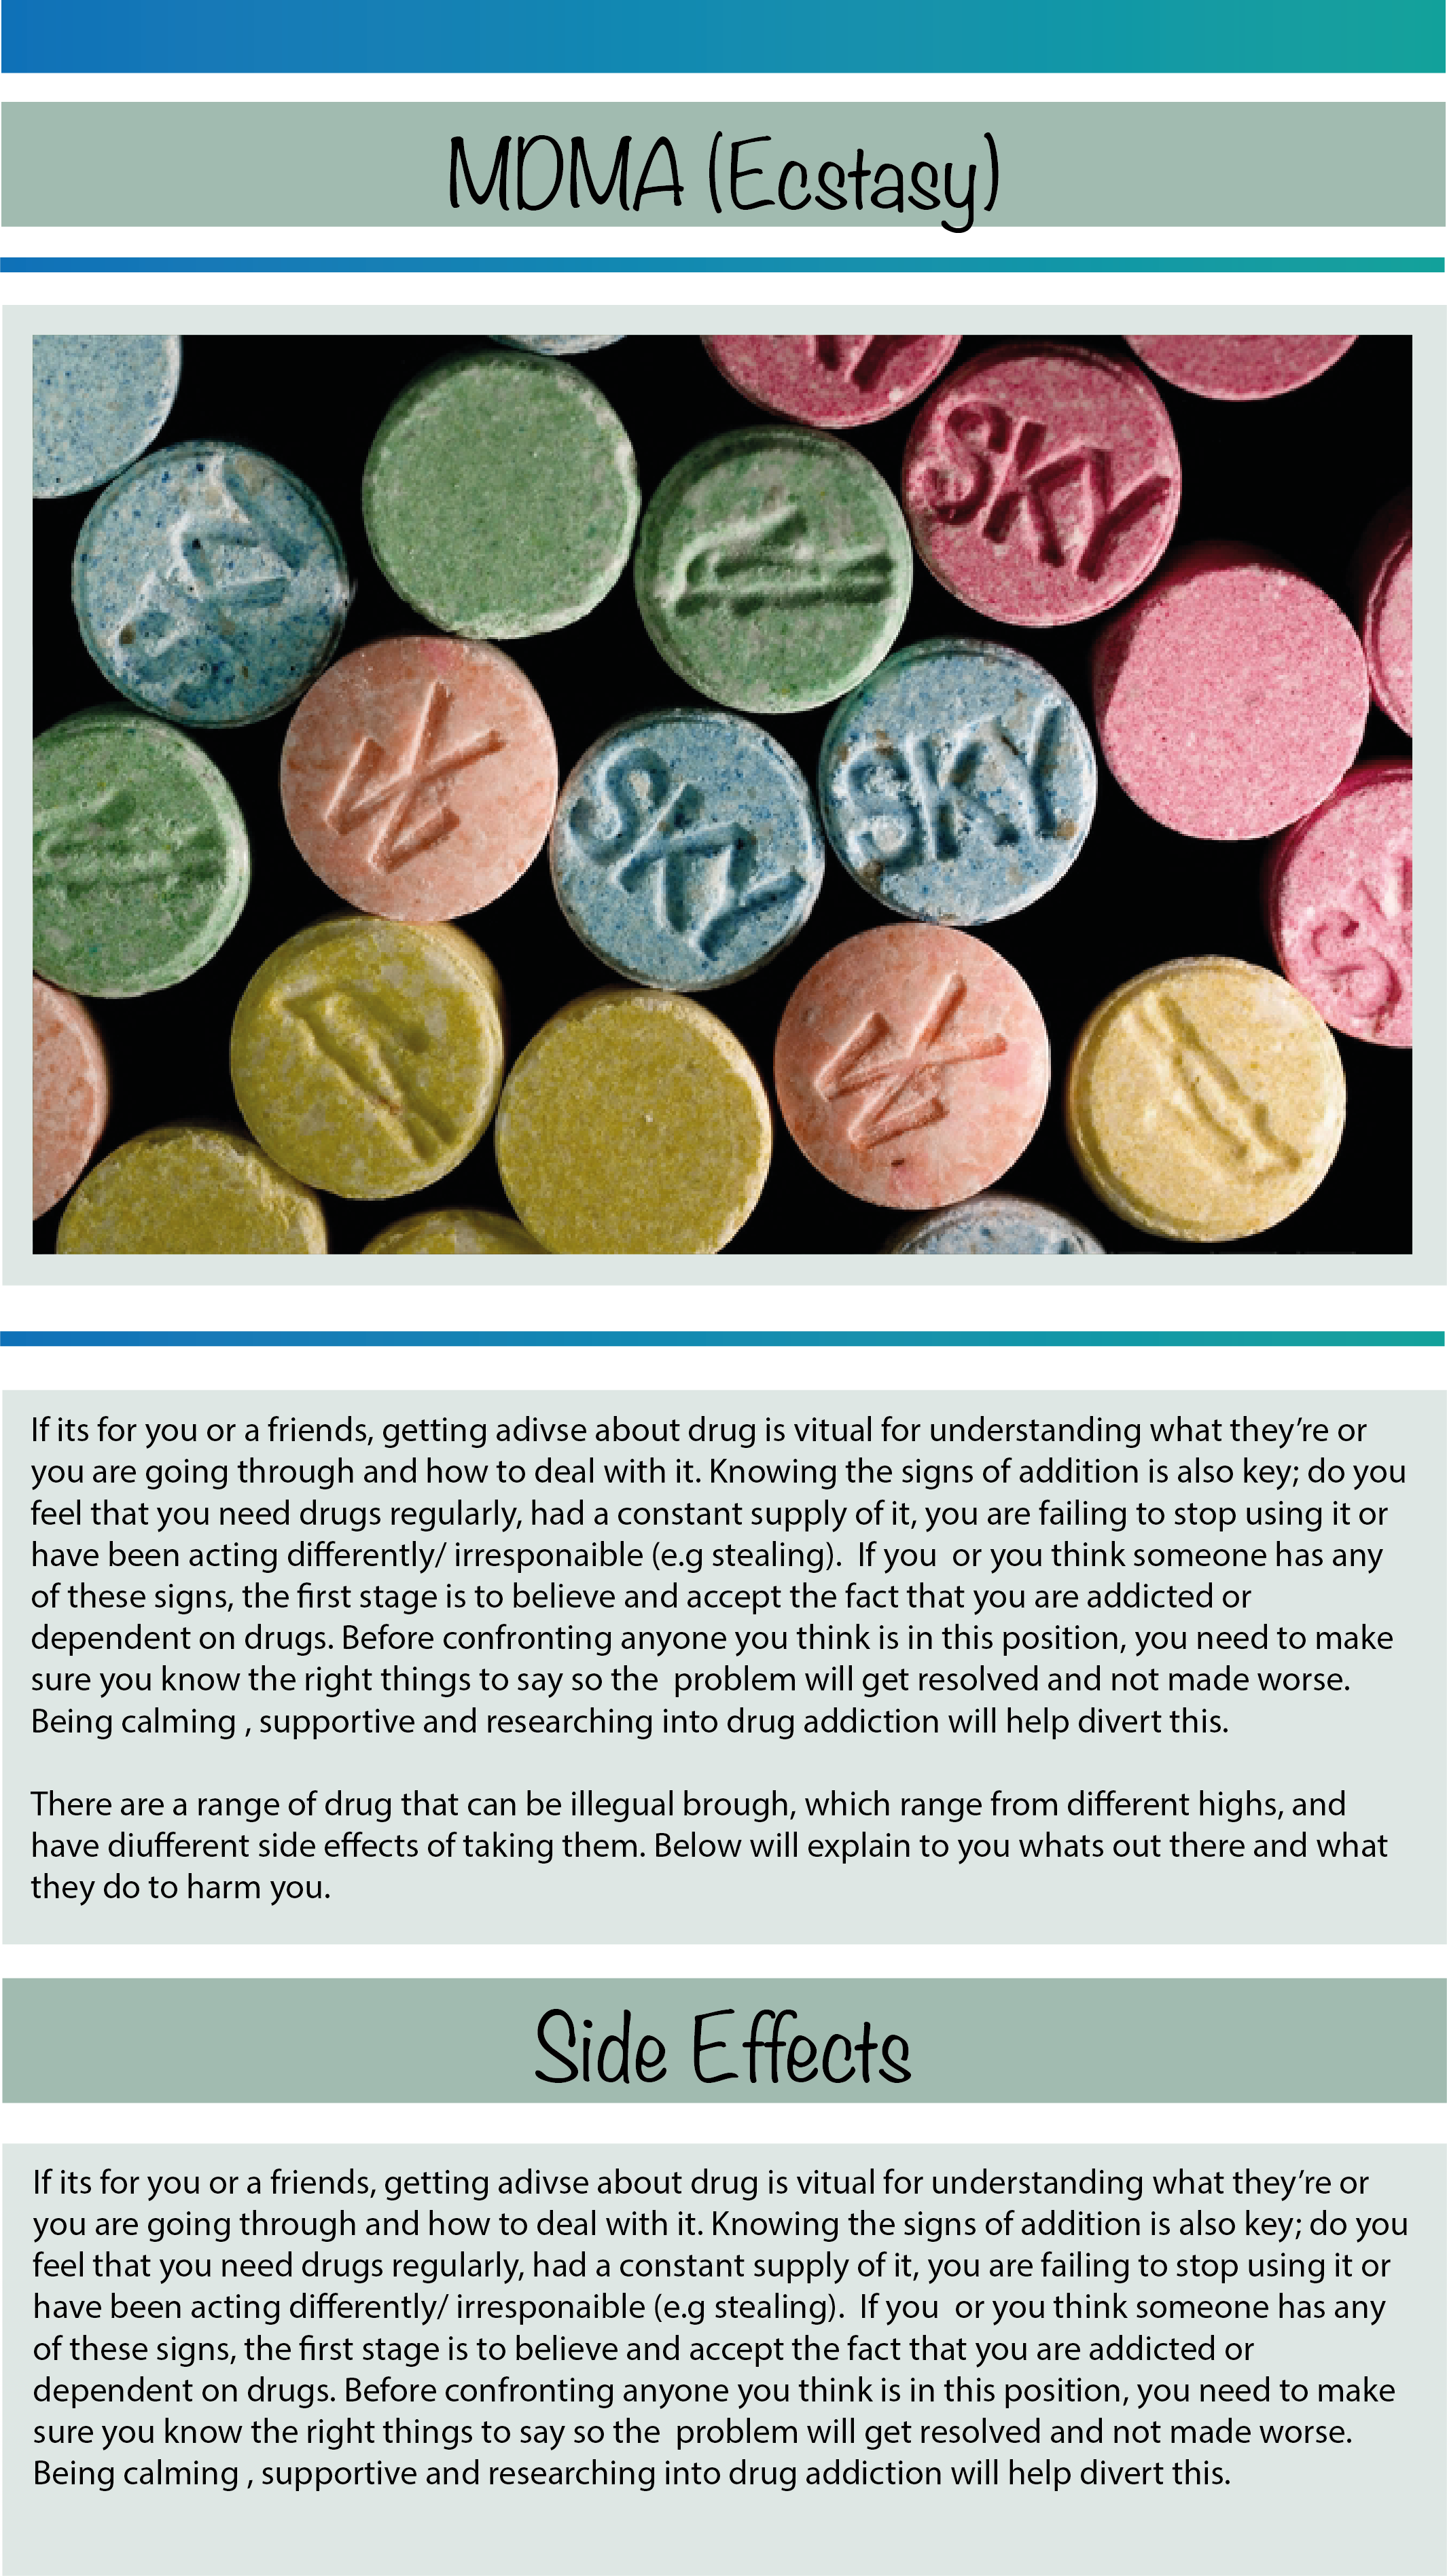 MDMA (Ecstasy)
SKY
SKY
SKY
If its for you or a friends, getting adivse about drug is vitual for understanding what they’re or
you are going through and how to deal with it. Knowing the signs of addition is also key; do you
feel that you need drugs regularly, had a constant supply of it, you are failing to stop using it or
have been acting differently/ irresponaible (e.g stealing).  If you  or you think someone has any
of these signs, the first stage is to believe and accept the fact that you are addicted or
dependent on drugs. Before confronting anyone you think is in this position, you need to make
sure you know the right things to say so the  problem will get resolved and not made worse.
Being calming , supportive and researching into drug addiction will help divert this.
There are a range of drug that can be illegual brough, which range from different highs, and
have diufferent side effects of taking them. Below will explain to you whats out there and what
they do to harm you.
Side Effects
If its for you or a friends, getting adivse about drug is vitual for understanding what they’re or
you are going through and how to deal with it. Knowing the signs of addition is also key; do you
feel that you need drugs regularly, had a constant supply of it, you are failing to stop using it or
have been acting differently/ irresponaible (e.g stealing).  If you  or you think someone has any
of these signs, the first stage is to believe and accept the fact that you are addicted or
dependent on drugs. Before confronting anyone you think is in this position, you need to make
sure you know the right things to say so the  problem will get resolved and not made worse.
Being calming , supportive and researching into drug addiction will help divert this.